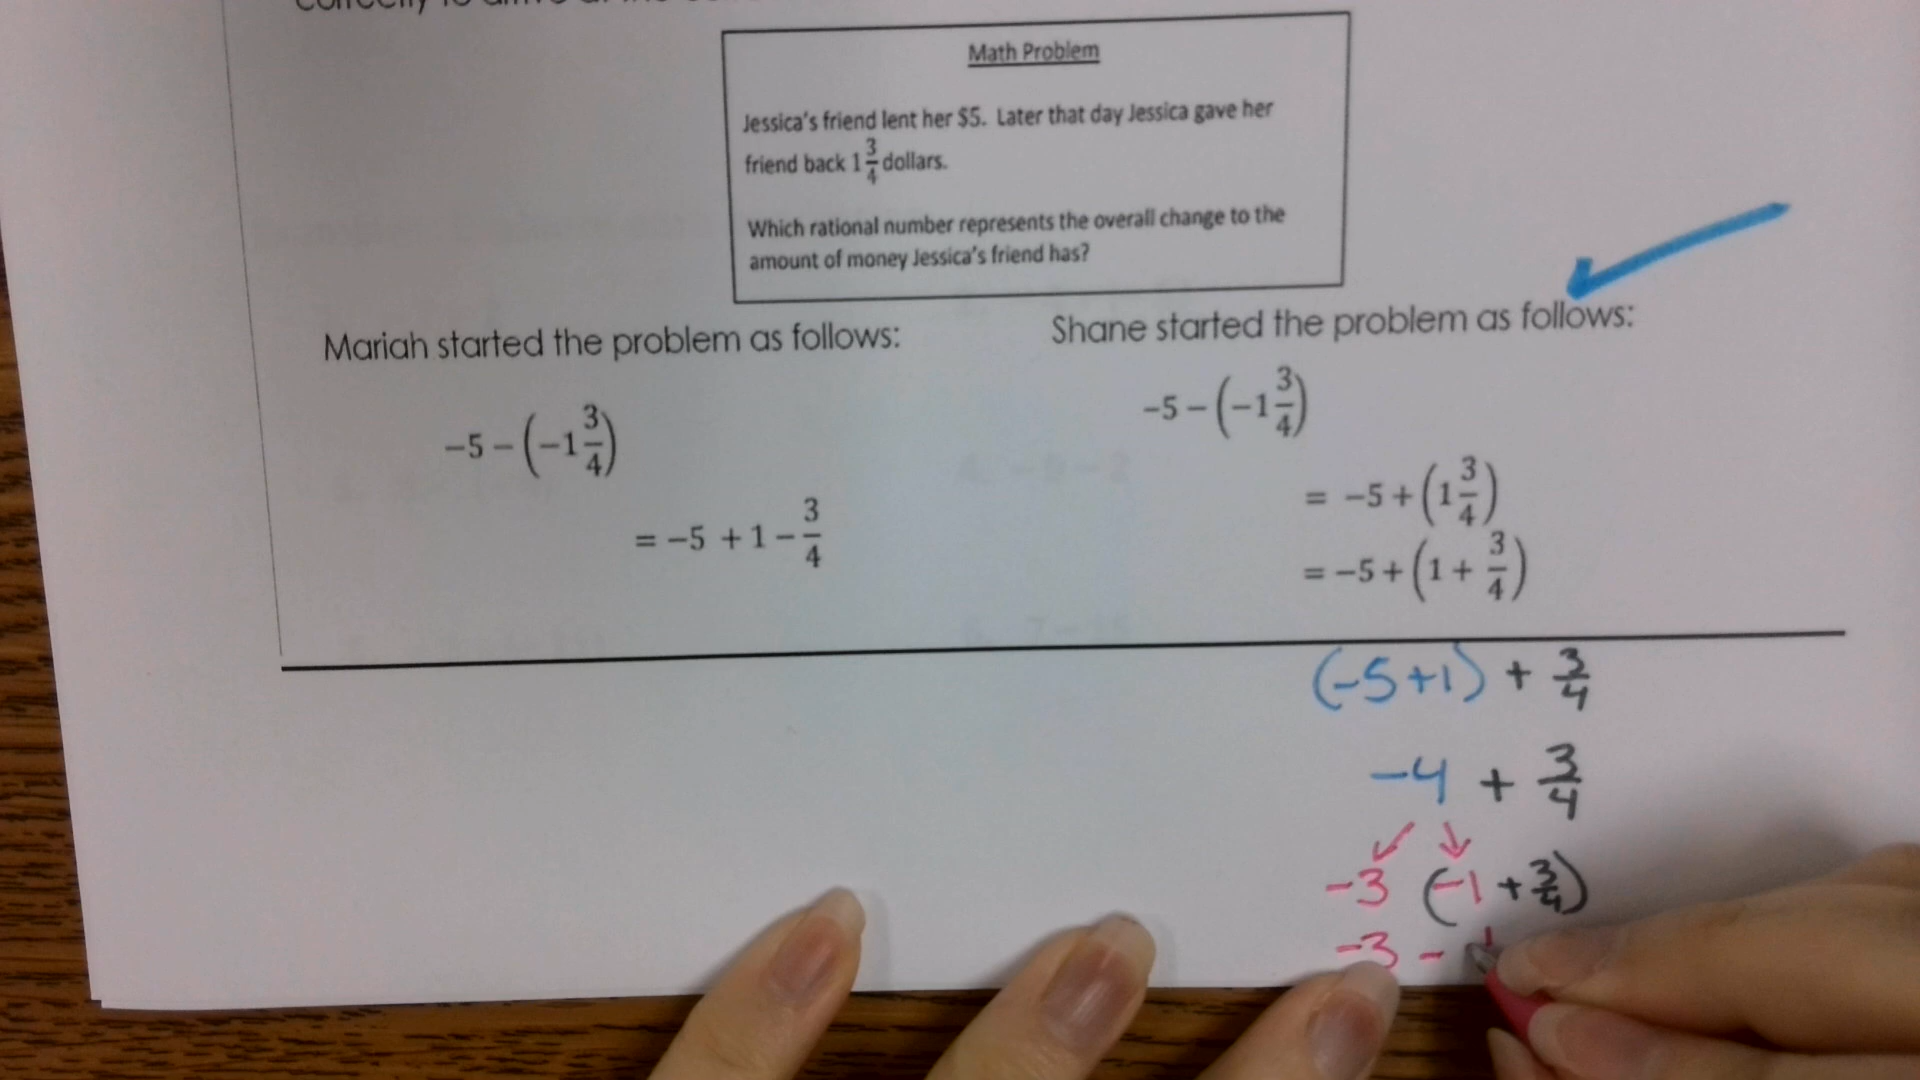 Math Problem
Jessica's friend lent her $5. Later that day Jessica gave her
friend back 1 3/4 dollars.
Which rational number represents the overall change to the
amount of money Jessica's friend has?
Mariah started the problem as follows:
−5 − (−1 3/4)
= −5 + 1 − 3/4
Shane started the problem as follows:
−5 − (−1 3/4)
= −5 + (1 3/4)
= −5 + (1 + 3/4)
(−5+1) + 3/4
−4 + 3/4
−3 (−1 + 3/4)
−3 −